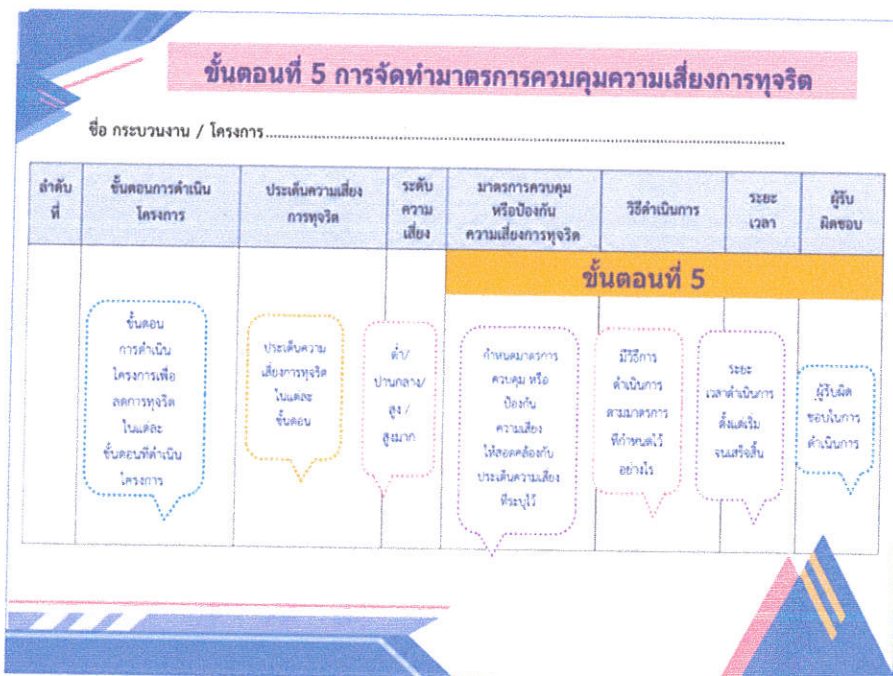 ขั้นตอนที่ 5 การจัดทำมาตรการควบคุมความเสี่ยงการทุจริต
ชื่อ กระบวนงาน / โครงการ..........................................................................................
ลำดับ
ที่
ขั้นตอนการดำเนิน
โครงการ
ประเด็นความเสี่ยง
การทุจริต
ระดับ
ความ
เสี่ยง
มาตรการควบคุม
หรือป้องกัน
ความเสี่ยงการทุจริต
วิธีดำเนินการ
ระยะ
เวลา
ผู้รับ
ผิดชอบ
ขั้นตอนที่ 5
ขั้นตอน
การดำเนิน
โครงการเพื่อ
ลดการทุจริต
ในแต่ละ
ขั้นตอนที่ดำเนิน
โครงการ
ประเด็นความ
เสี่ยงการทุจริต
ในแต่ละ
ขั้นตอน
ต่ำ/
ปานกลาง/
สูง /
สูงมาก
กำหนดมาตรการ
ควบคุม หรือ
ป้องกัน
ความเสี่ยง
ให้สอดคล้องกับ
ประเด็นความเสี่ยง
ที่ระบุไว้
มีวิธีการ
ดำเนินการ
ตามมาตรการ
ที่กำหนดไว้
อย่างไร
ระยะ
เวลาดำเนินการ
ตั้งแต่เริ่ม
จนเสร็จสิ้น
ผู้รับผิด
ชอบในการ
ดำเนินการ